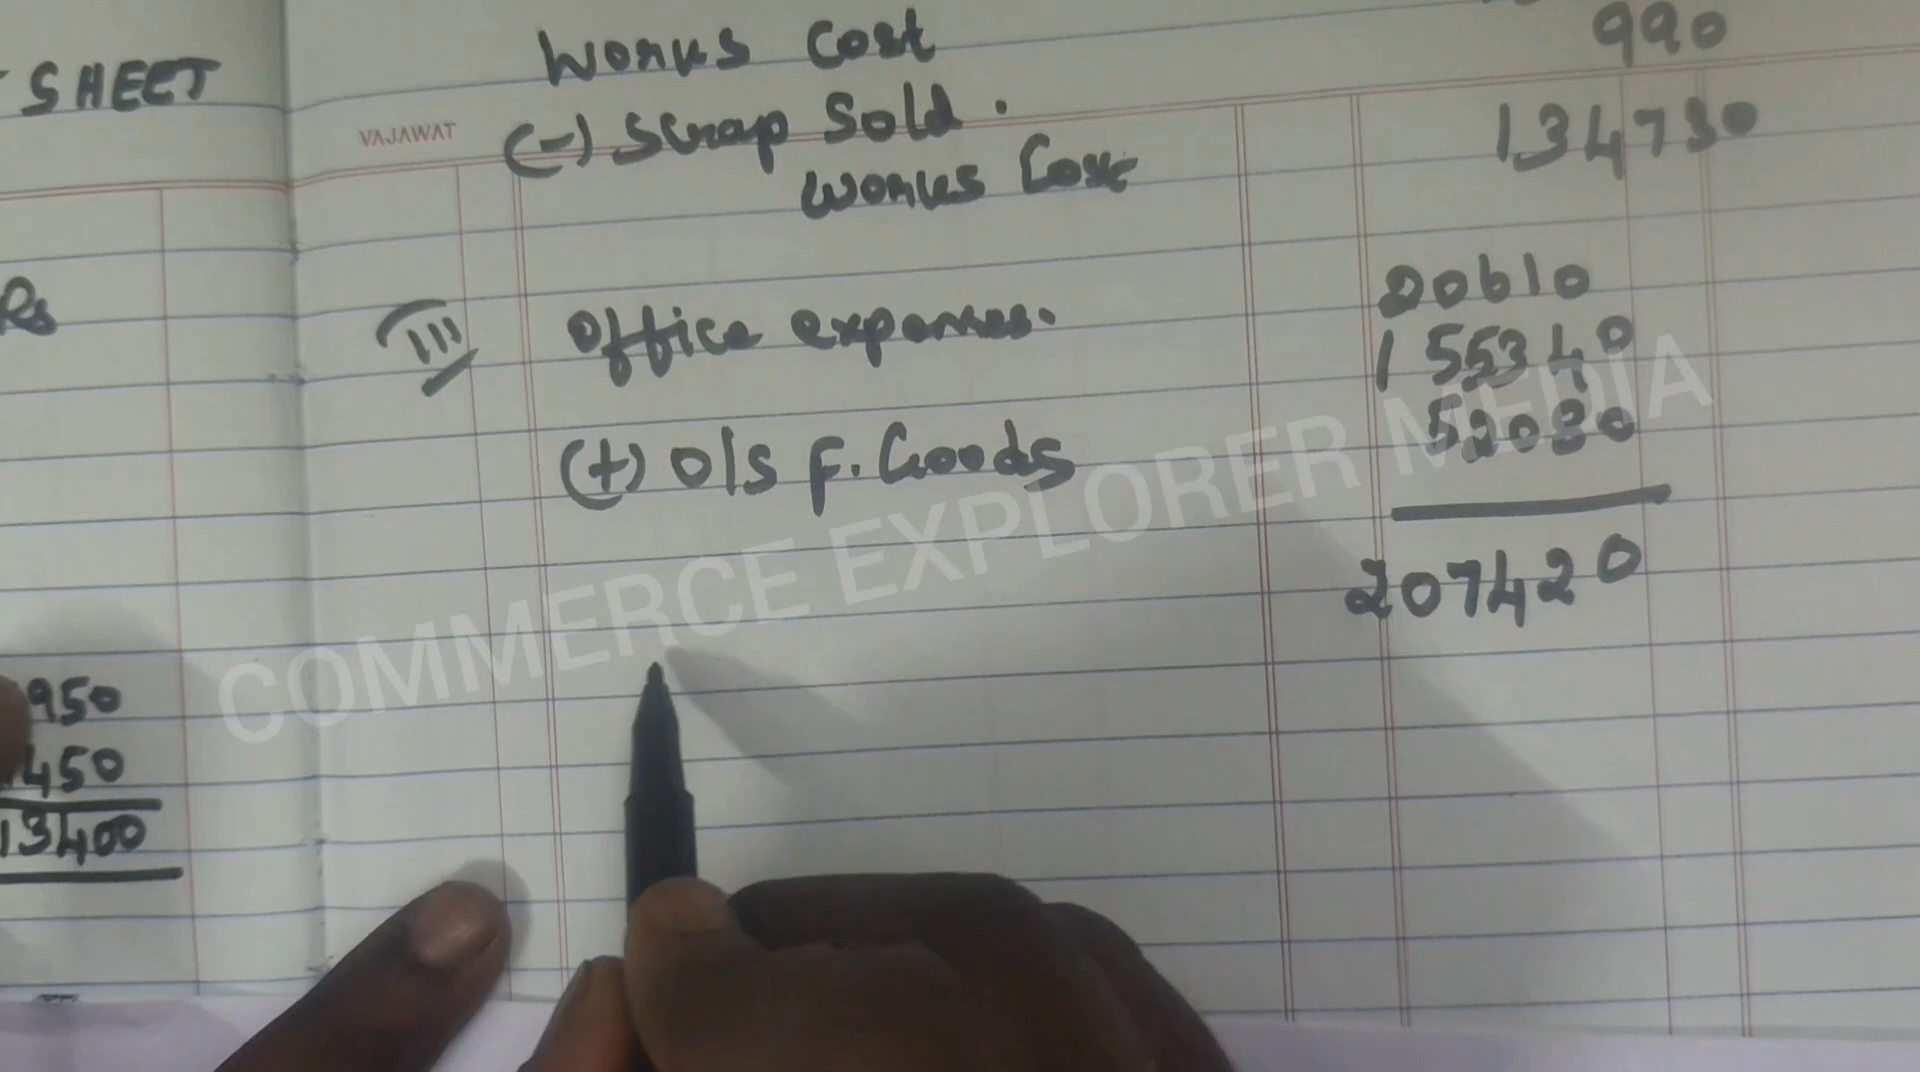 SHEET
Rs
950
450
13400
VAJAWAT
Works Cost
990
(-) Scrap Sold.
Works Cost 134730
III Office expenses. 20610
155340
(+) O/S F. Goods 52080
207420
COMMERCE EXPLORER MEDIA